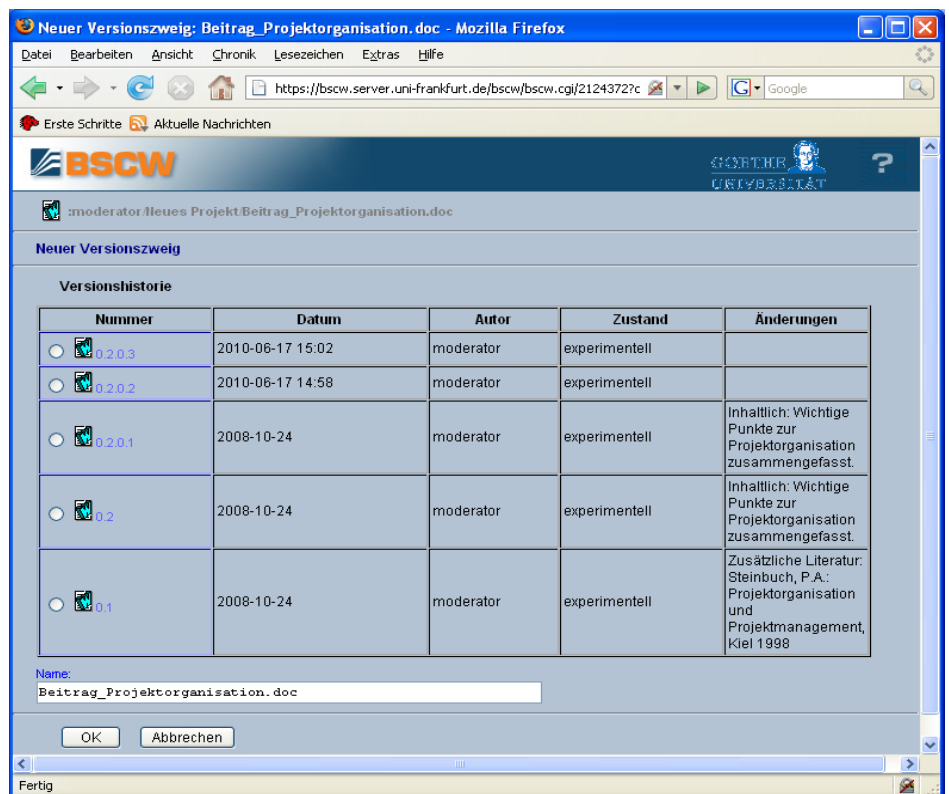 Neuer Versionszweig: Beitrag_Projektorganisation.doc - Mozilla Firefox
Datei Bearbeiten Ansicht Chronik Lesezeichen Extras Hilfe
https://bscw.server.uni-frankfurt.de/bscw/bscw.cgi/2124372?c
G Google
Erste Schritte Aktuelle Nachrichten
BSCW
GOETHE
UNIVERSITÄT
?
:moderator/Neues Projekt/Beitrag_Projektorganisation.doc
Neuer Versionszweig
Versionshistorie
Nummer Datum Autor Zustand Änderungen
0.2.0.3 2010-06-17 15:02 moderator experimentell
0.2.0.2 2010-06-17 14:58 moderator experimentell
0.2.0.1 2008-10-24 moderator experimentell Inhaltlich: Wichtige
Punkte zur
Projektorganisation
zusammengefasst.
0.2 2008-10-24 moderator experimentell Inhaltlich: Wichtige
Punkte zur
Projektorganisation
zusammengefasst.
0.1 2008-10-24 moderator experimentell Zusätzliche Literatur:
Steinbuch, P.A.:
Projektorganisation
und
Projektmanagement,
Kiel 1998
Name:
Beitrag_Projektorganisation.doc
OK Abbrechen
Fertig